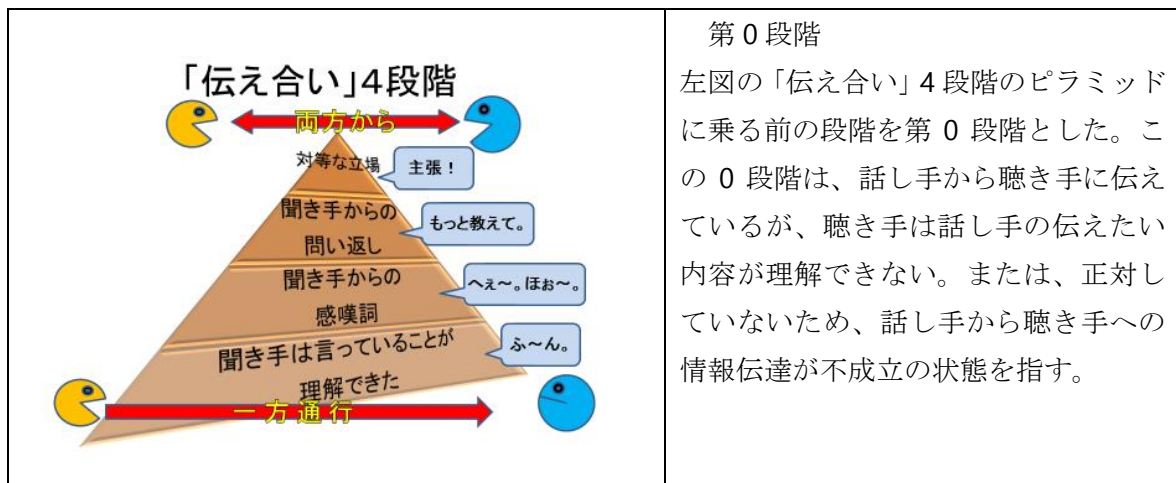 「伝え合い」4段階
両方から
対等な立場
主張!
聞き手からの
問い返し
もっと教えて。
聞き手からの
感嘆詞
へぇ~。ほぉ~。
聞き手は言っていることが
理解できた
ふ~ん。
一方通行
第0段階
左図の「伝え合い」4段階のピラミッド
に乗る前の段階を第0段階とした。こ
の0段階は、話し手から聴き手に伝え
ているが、聴き手は話し手の伝えたい
内容が理解できない。または、正対し
ていないため、話し手から聴き手への
情報伝達が不成立の状態を指す。